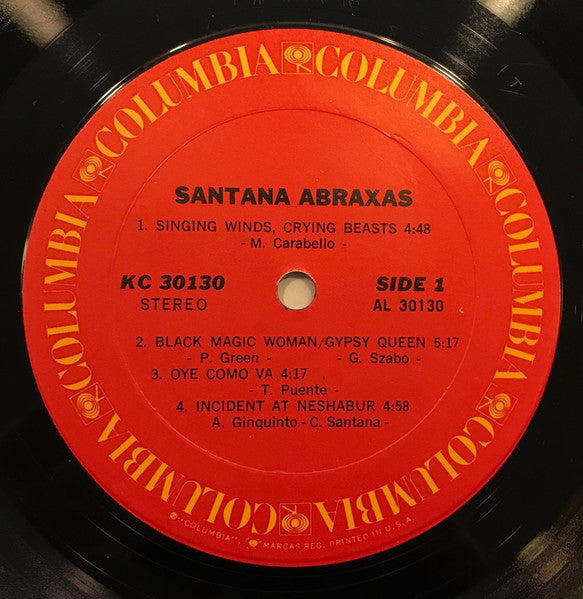 COLUMBIA COLUMBIA COLUMBIA COLUMBIA COLUMBIA COLUMBIA
SANTANA ABRAXAS
1. SINGING WINDS, CRYING BEASTS 4:48
- M. Carabello -
KC 30130 SIDE 1
STEREO AL 30130
2. BLACK MAGIC WOMAN/GYPSY QUEEN 5:17
- P. Green - - G. Szabo -
3. OYE COMO VA 4:17
- T. Puente -
4. INCIDENT AT NESHABUR 4:58
A. Ginquinto - C. Santana -
℗"COLUMBIA", MARCAS REG. PRINTED IN U.S.A.